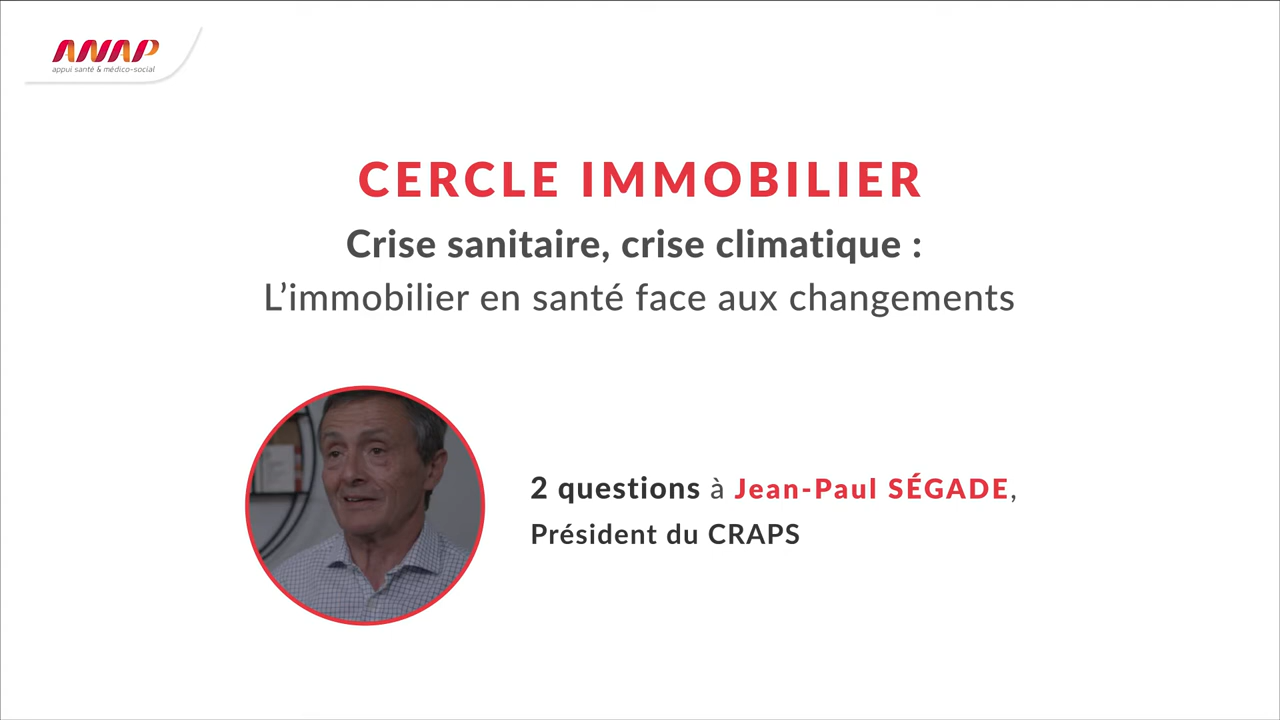 ANAP
appui santé & médico-social
CERCLE IMMOBILIER
Crise sanitaire, crise climatique :
L’immobilier en santé face aux changements
2 questions à Jean-Paul SÉGADE,
Président du CRAPS